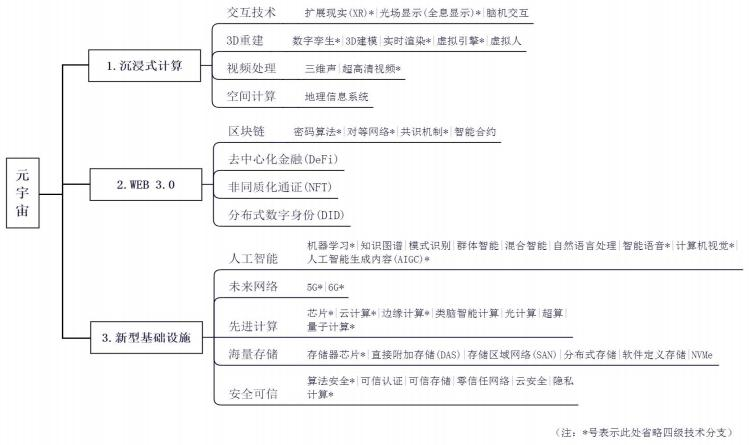 元宇宙
1.沉浸式计算
交互技术 扩展现实(XR)*|光场显示(全息显示)*|脑机交互
3D重建 数字孪生*|3D建模|实时渲染*|虚拟引擎*|虚拟人
视频处理 三维声|超高清视频*
空间计算 地理信息系统
2.WEB 3.0
区块链 密码算法*|对等网络*|共识机制*|智能合约
去中心化金融(DeFi)
非同质化通证(NFT)
分布式数字身份(DID)
3.新型基础设施
人工智能 机器学习*|知识图谱|模式识别|群体智能|混合智能|自然语言处理|智能语音*|计算机视觉*|
人工智能生成内容(AIGC)*
未来网络 5G*|6G*
先进计算 芯片*|云计算*|边缘计算*|类脑智能计算|光计算|超算|
量子计算*
海量存储 存储器芯片*|直接附加存储(DAS)|存储区域网络(SAN)|分布式存储|软件定义存储|NVMe
安全可信 算法安全*|可信认证|可信存储|零信任网络|云安全|隐私
计算*
(注: *号表示此处省略四级技术分支)